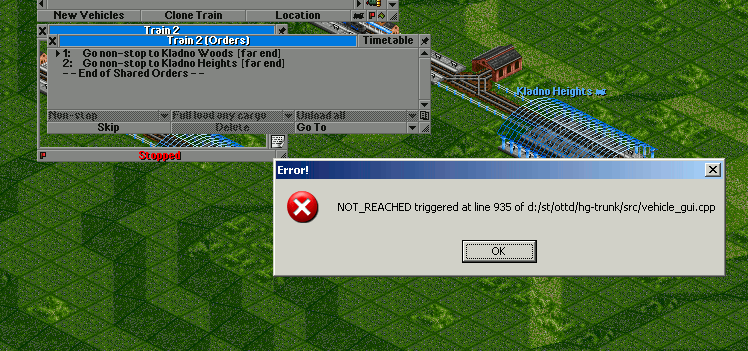 New Vehicles Clone Train Location
Train 2
Train 2 (Orders) Timetable
1: Go non-stop to Kladno Woods [far end]
2: Go non-stop to Kladno Heights [far end]
- - End of Shared Orders - -
Non-stop Full load any cargo Unload all
Skip Delete Go To
Stopped
Kladno Heights
Error!
NOT_REACHED triggered at line 935 of d:/st/ottd/hg-trunk/src/vehicle_gui.cpp
OK